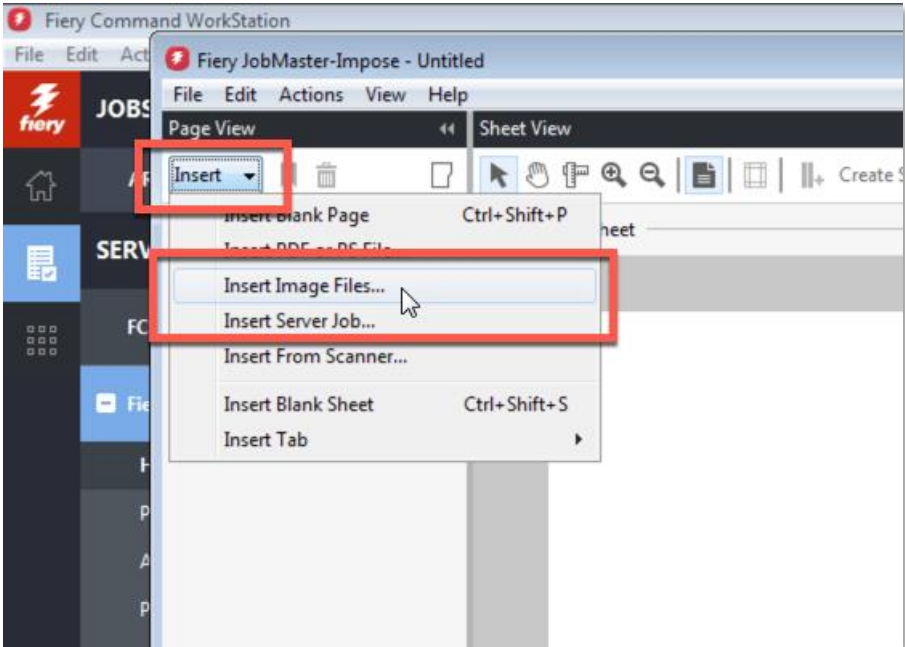 Fiery Command WorkStation
File Edit Act
Fiery JobMaster-Impose - Untitled
File Edit Actions View Help
fiery
JOBS
Page View
Sheet View
Insert
Create S
Insert Blank Page Ctrl+Shift+P
heet
SERV
Insert PDF or PS File...
Insert Image Files...
Insert Server Job...
FC
Insert From Scanner...
Fie
Insert Blank Sheet Ctrl+Shift+S
Insert Tab
H
P
A
P